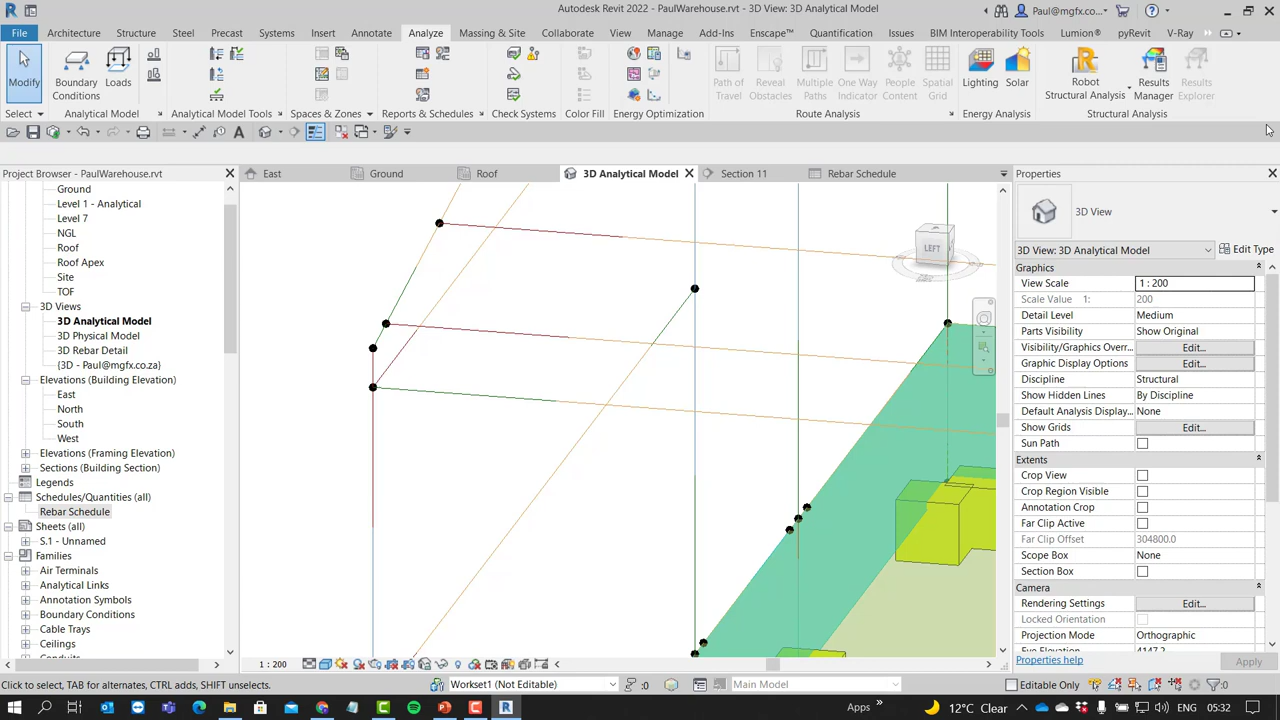 Autodesk Revit 2022 - PaulWarehouse.rvt - 3D View: 3D Analytical Model
Paul@mgfx.co...
File Architecture Structure Steel Precast Systems Insert Annotate Analyze Massing & Site Collaborate View Manage Add-Ins Enscape™ Quantification Issues BIM Interoperability Tools Lumion® pyRevit V-Ray
Modify
Boundary Conditions
Loads
Path of Travel
Reveal Obstacles
Multiple Paths
One Way Indicator
People Content
Spatial Grid
Lighting
Solar
Robot Structural Analysis
Results Manager
Results Explorer
Select Analytical Model Analytical Model Tools Spaces & Zones Reports & Schedules Check Systems Color Fill Energy Optimization Route Analysis Energy Analysis Structural Analysis
Project Browser - PaulWarehouse.rvt
East Ground Roof 3D Analytical Model Section 11 Rebar Schedule
Properties
Ground
Level 1 - Analytical
Level 7
NGL
Roof
Roof Apex
Site
TOF
3D Views
3D Analytical Model
3D Physical Model
3D Rebar Detail
{3D - Paul@mgfx.co.za}
Elevations (Building Elevation)
East
North
South
West
Elevations (Framing Elevation)
Sections (Building Section)
Legends
Schedules/Quantities (all)
Rebar Schedule
Sheets (all)
S.1 - Unnamed
Families
Air Terminals
Analytical Links
Annotation Symbols
Boundary Conditions
Cable Trays
Ceilings
LEFT
3D View
3D View: 3D Analytical Model Edit Type
Graphics
View Scale 1 : 200
Scale Value 1: 200
Detail Level Medium
Parts Visibility Show Original
Visibility/Graphics Overr... Edit...
Graphic Display Options Edit...
Discipline Structural
Show Hidden Lines By Discipline
Default Analysis Display... None
Show Grids Edit...
Sun Path
Extents
Crop View
Crop Region Visible
Annotation Crop
Far Clip Active
Far Clip Offset 304800.0
Scope Box None
Section Box
Camera
Rendering Settings Edit...
Locked Orientation
Projection Mode Orthographic
Properties help Apply
1 : 200
Click to select, TAB for alternates, CTRL adds, SHIFT unselects.
Workset1 (Not Editable) :0 Main Model Editable Only :0
Apps 12°C Clear ENG 05:32